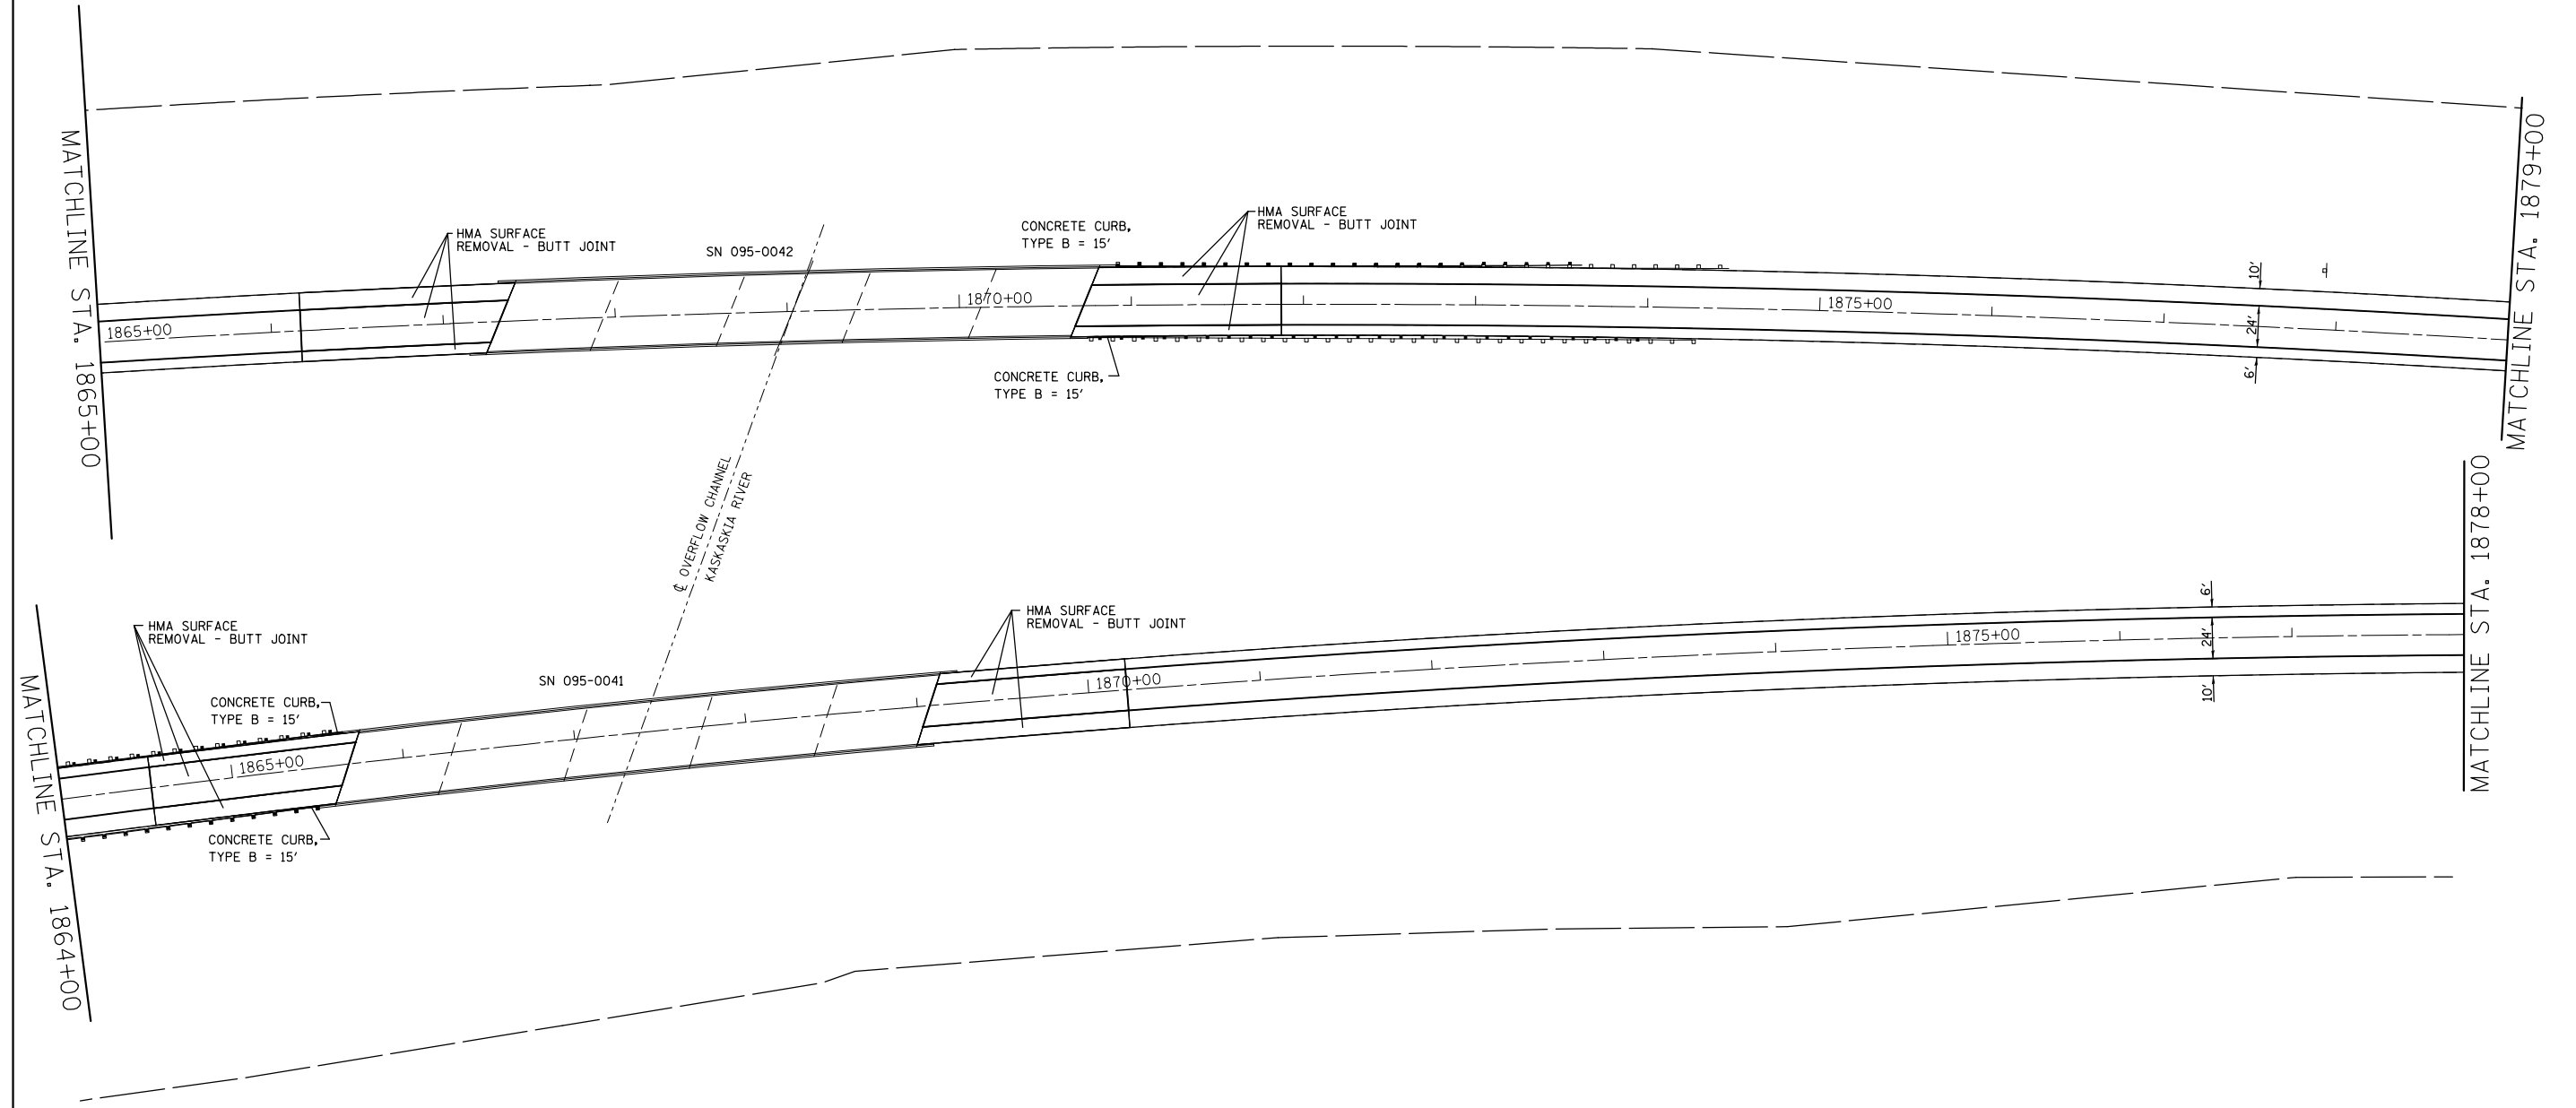 MATCHLINE STA. 1865+00
MATCHLINE STA. 1879+00
HMA SURFACE
REMOVAL - BUTT JOINT
SN 095-0042
CONCRETE CURB,
TYPE B = 15'
HMA SURFACE
REMOVAL - BUTT JOINT
1865+00
1870+00
1875+00
10'
24'
6'
CONCRETE CURB,
TYPE B = 15'
℄ OVERFLOW CHANNEL
KASKASKIA RIVER
MATCHLINE STA. 1864+00
MATCHLINE STA. 1878+00
HMA SURFACE
REMOVAL - BUTT JOINT
CONCRETE CURB,
TYPE B = 15'
SN 095-0041
HMA SURFACE
REMOVAL - BUTT JOINT
1865+00
1870+00
1875+00
6'
24'
10'
CONCRETE CURB,
TYPE B = 15'